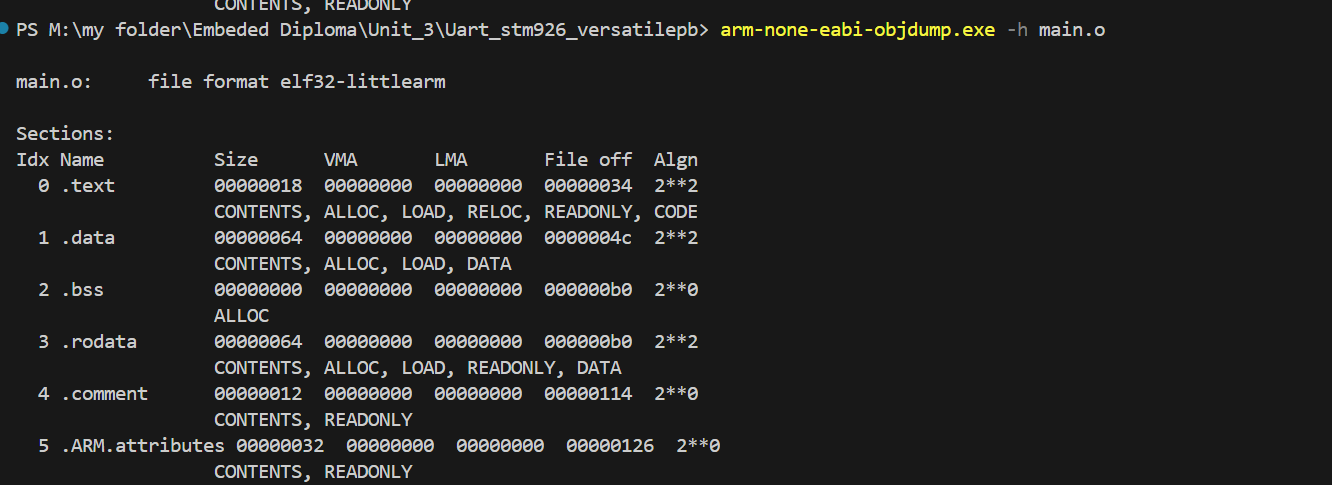 CONTENTS, READONLY
PS M:\my folder\Embeded Diploma\Unit_3\Uart_stm926_versatilepb> arm-none-eabi-objdump.exe -h main.o
main.o:     file format elf32-littlearm
Sections:
Idx Name          Size      VMA       LMA       File off  Algn
  0 .text         00000018  00000000  00000000  00000034  2**2
                  CONTENTS, ALLOC, LOAD, RELOC, READONLY, CODE
  1 .data         00000064  00000000  00000000  0000004c  2**2
                  CONTENTS, ALLOC, LOAD, DATA
  2 .bss          00000000  00000000  00000000  000000b0  2**0
                  ALLOC
  3 .rodata       00000064  00000000  00000000  000000b0  2**2
                  CONTENTS, ALLOC, LOAD, READONLY, DATA
  4 .comment      00000012  00000000  00000000  00000114  2**0
                  CONTENTS, READONLY
  5 .ARM.attributes 00000032  00000000  00000000  00000126  2**0
                  CONTENTS, READONLY